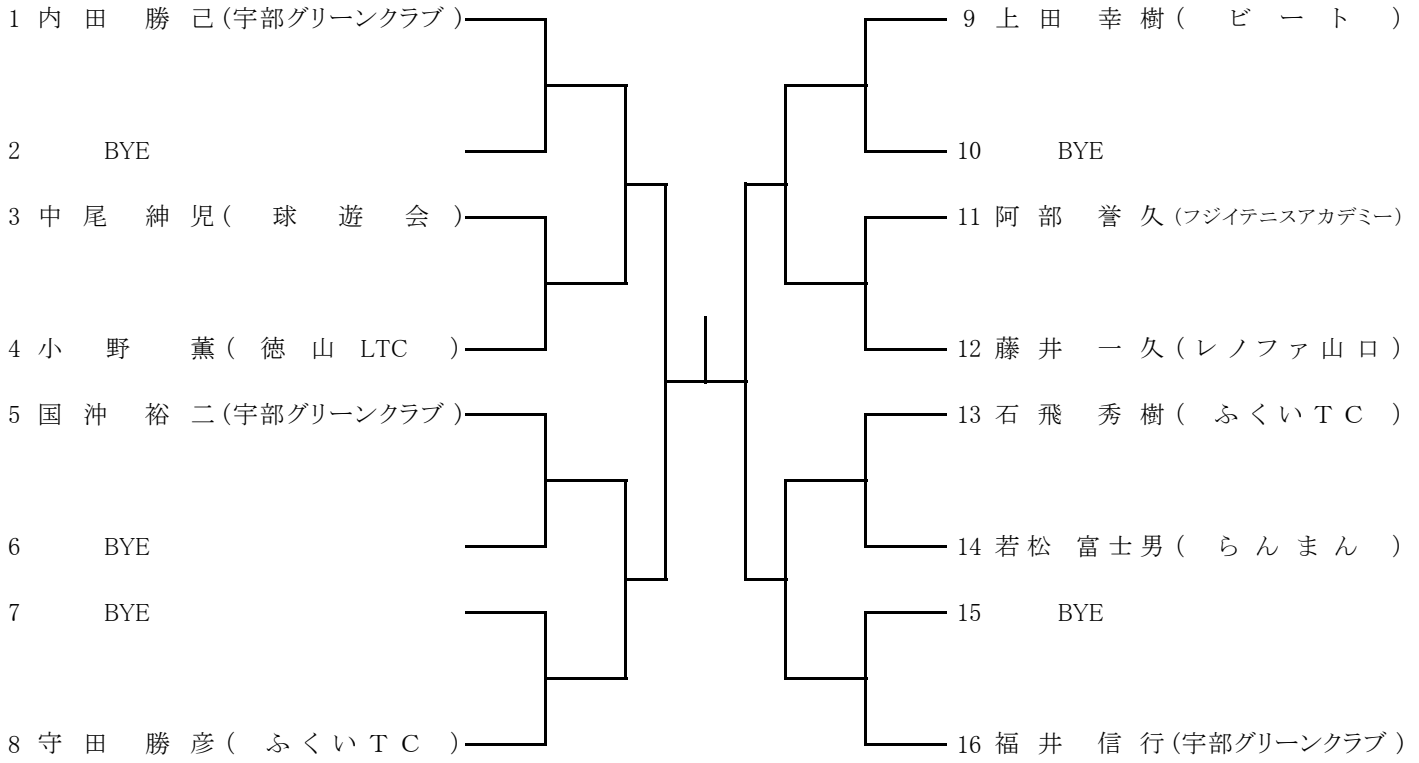 1 内田 勝己(宇部グリーンクラブ)
2 BYE
3 中尾 紳児(球遊会)
4 小野 薫(徳山LTC)
5 国沖 裕二(宇部グリーンクラブ)
6 BYE
7 BYE
8 守田 勝彦(ふくいTC)
9 上田 幸樹(ビート)
10 BYE
11 阿部 誉久(フジイテニスアカデミー)
12 藤井 一久(レノファ山口)
13 石飛 秀樹(ふくいTC)
14 若松 富士男(らんまん)
15 BYE
16 福井 信行(宇部グリーンクラブ)